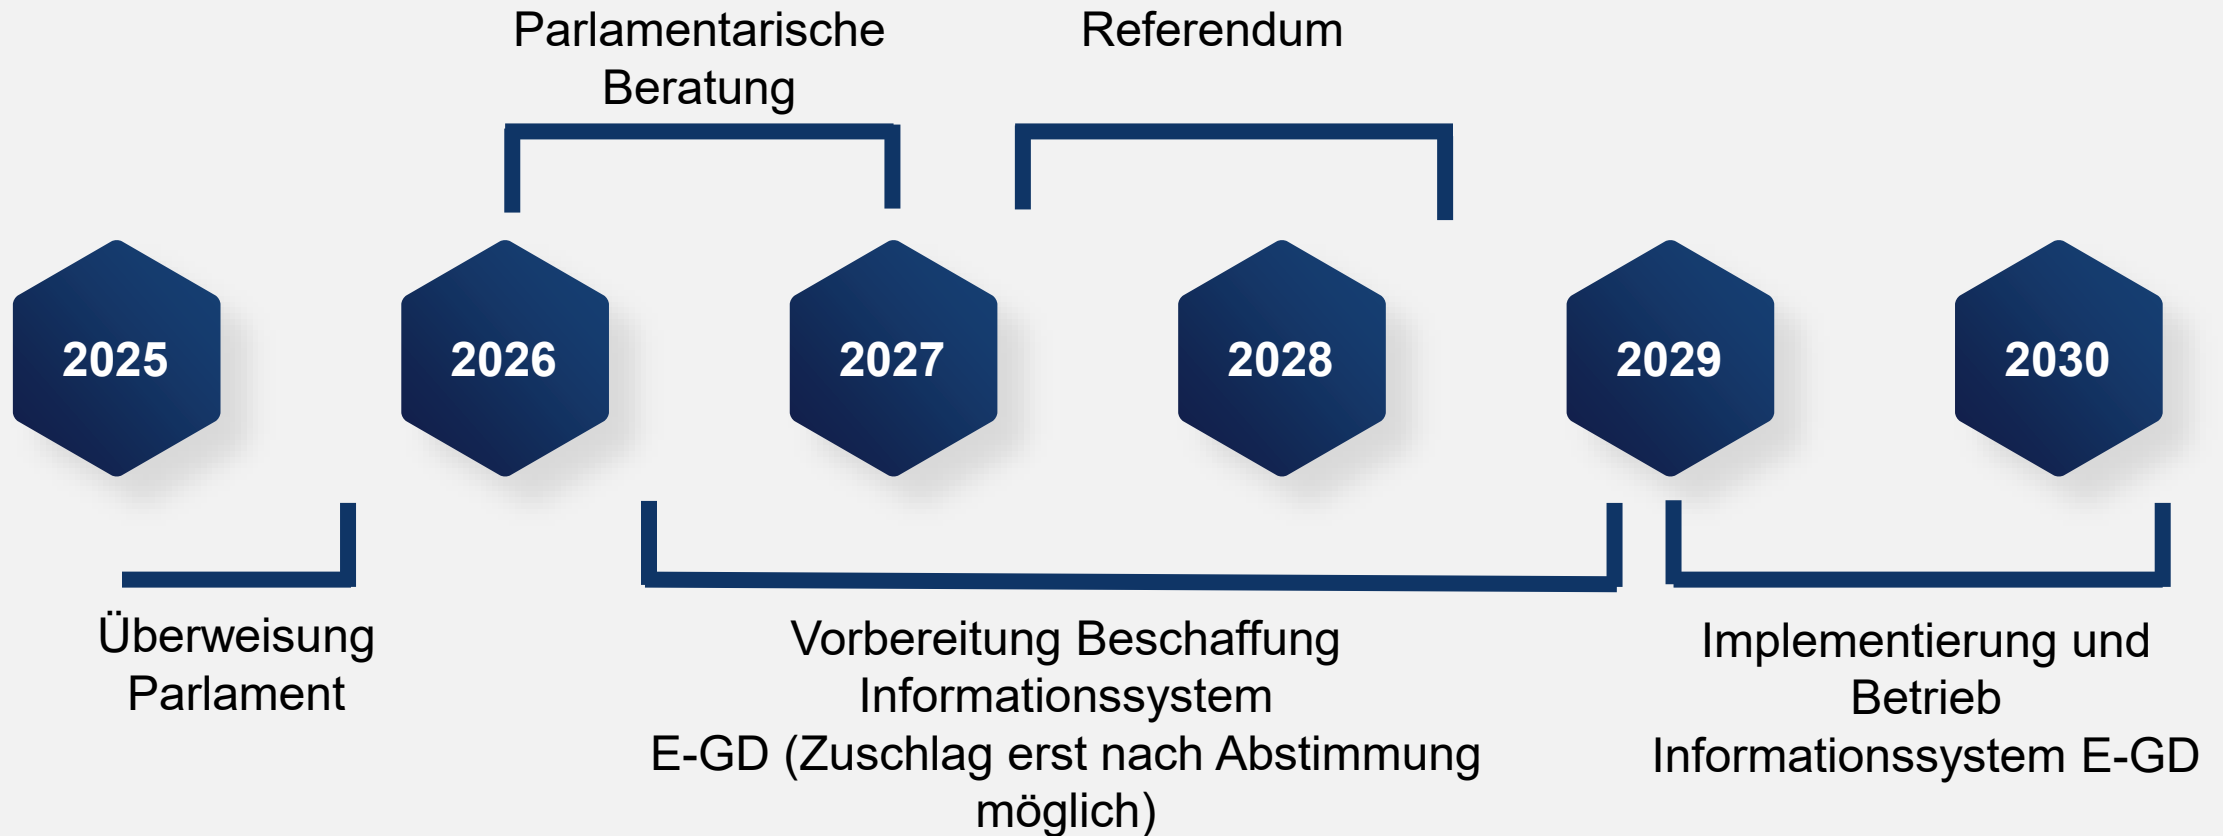 Parlamentarische
Beratung
Referendum
2025
2026
2027
2028
2029
2030
Überweisung
Parlament
Vorbereitung Beschaffung
Informationssystem
E-GD (Zuschlag erst nach Abstimmung
möglich)
Implementierung und
Betrieb
Informationssystem E-GD